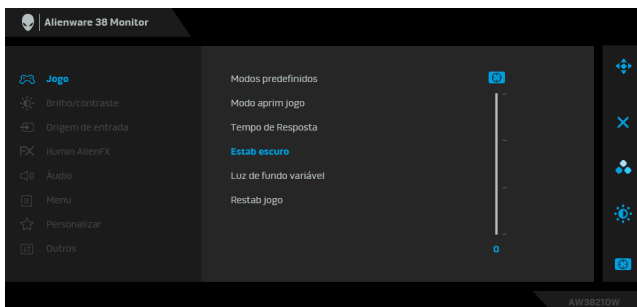 Alienware 38 Monitor
Jogo
Brilho/contraste
Origem de entrada
FX Ilumin AlienFX
Áudio
Menu
Personalizar
Outros
Modos predefinidos
Modo aprim jogo
Tempo de Resposta
Estab escuro
Luz de fundo variável
Restab jogo
0
AW3821DW